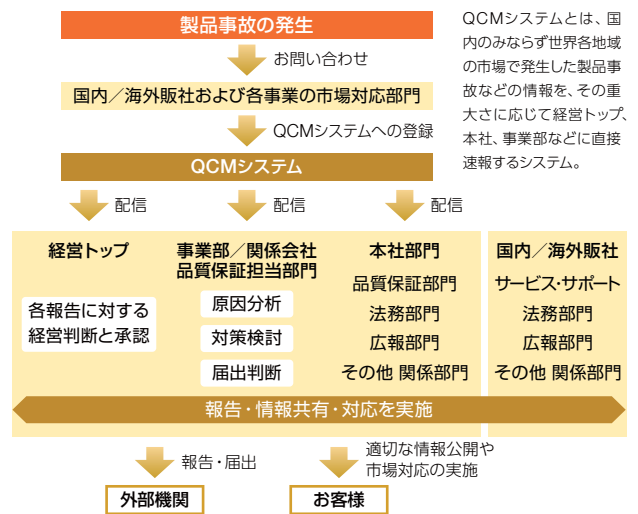 製品事故の発生
お問い合わせ
国内／海外販社および各事業の市場対応部門
QCMシステムへの登録
QCMシステム
QCMシステムとは、国
内のみならず世界各地域
の市場で発生した製品事
故などの情報を、その重
大さに応じて経営トップ、
本社、事業部などに直接
速報するシステム。
配信
配信
配信
経営トップ
各報告に対する
経営判断と承認
事業部／関係会社
品質保証担当部門
原因分析
対策検討
届出判断
本社部門
品質保証部門
法務部門
広報部門
その他 関係部門
国内／海外販社
サービス・サポート
法務部門
広報部門
その他 関係部門
報告・情報共有・対応を実施
報告・届出
外部機関
適切な情報公開や
市場対応の実施
お客様